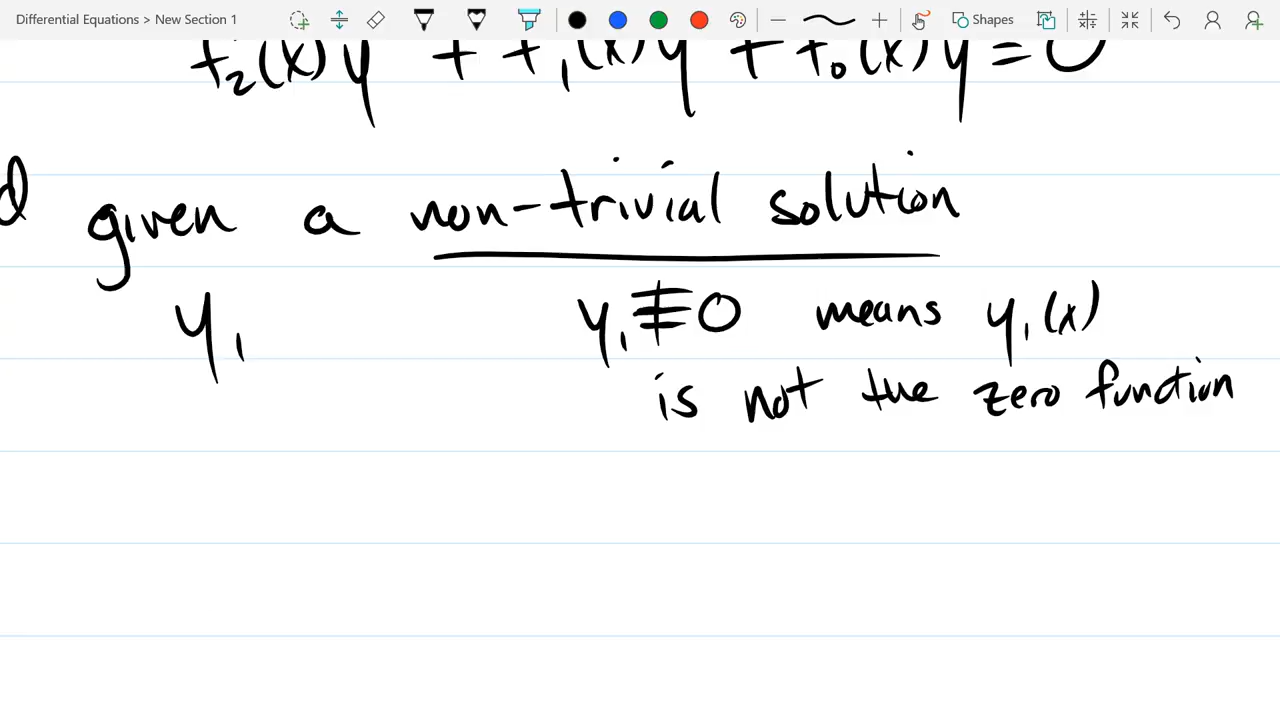 Differential Equations > New Section 1
Shapes
f₂(x)y + f₁(x)y + f₀(x)y = 0
given a non-trivial solution
y₁ y₁ ≢ 0 means y₁(x)
is not the zero function